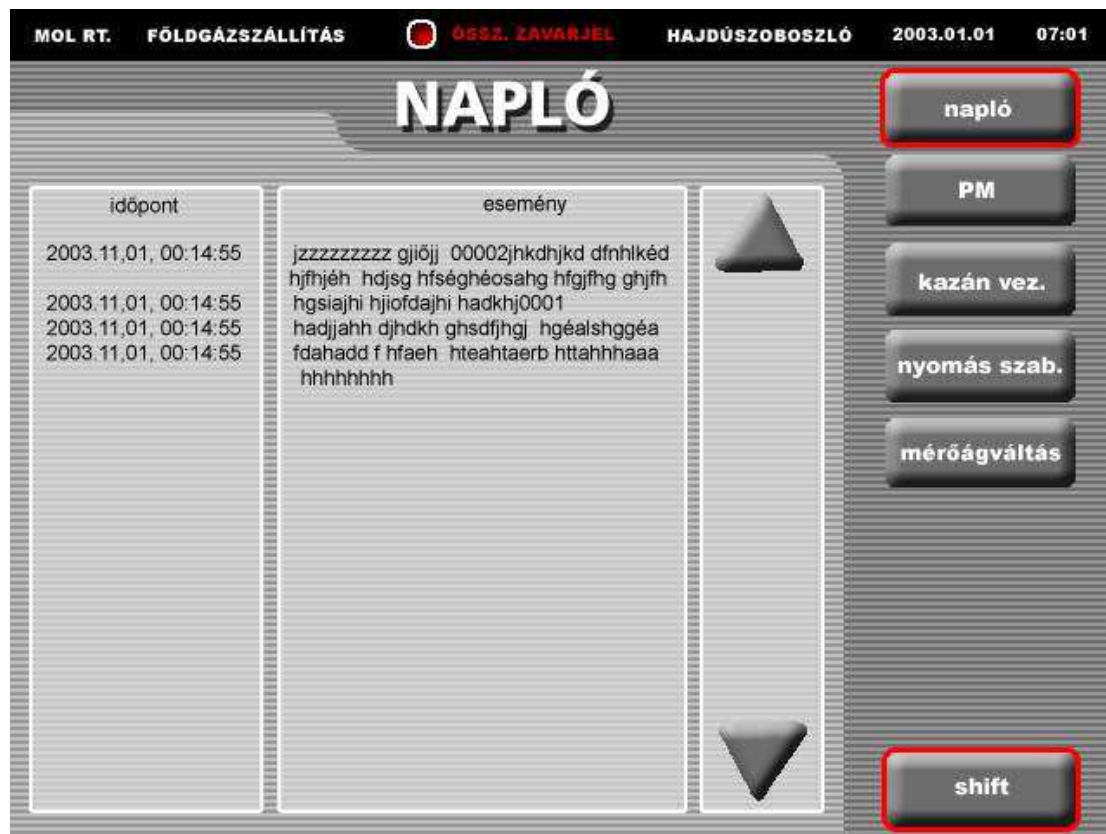 MOL RT. FÖLDGÁZSZÁLLÍTÁS ÖSSZ. ZAVARJEL HAJDÚSZOBOSZLÓ 2003.01.01 07:01
NAPLÓ
időpont esemény
2003.11,01, 00:14:55 jzzzzzzzzz gjiőjj 00002jhkdhjkd dfnhlkéd
hjfhjéh hdjsg hfséghéosahg hfgjfhg ghjfh
2003.11,01, 00:14:55 hgsiajhi hjiofdajhi hadkhj0001
2003.11,01, 00:14:55 hadjjahh djhdkh ghsdfjhgj hgéalshggéa
2003.11,01, 00:14:55 fdahadd f hfaeh hteahtaerb httahhhaaa
hhhhhhhh
napló
PM
kazán vez.
nyomás szab.
mérőágváltás
shift